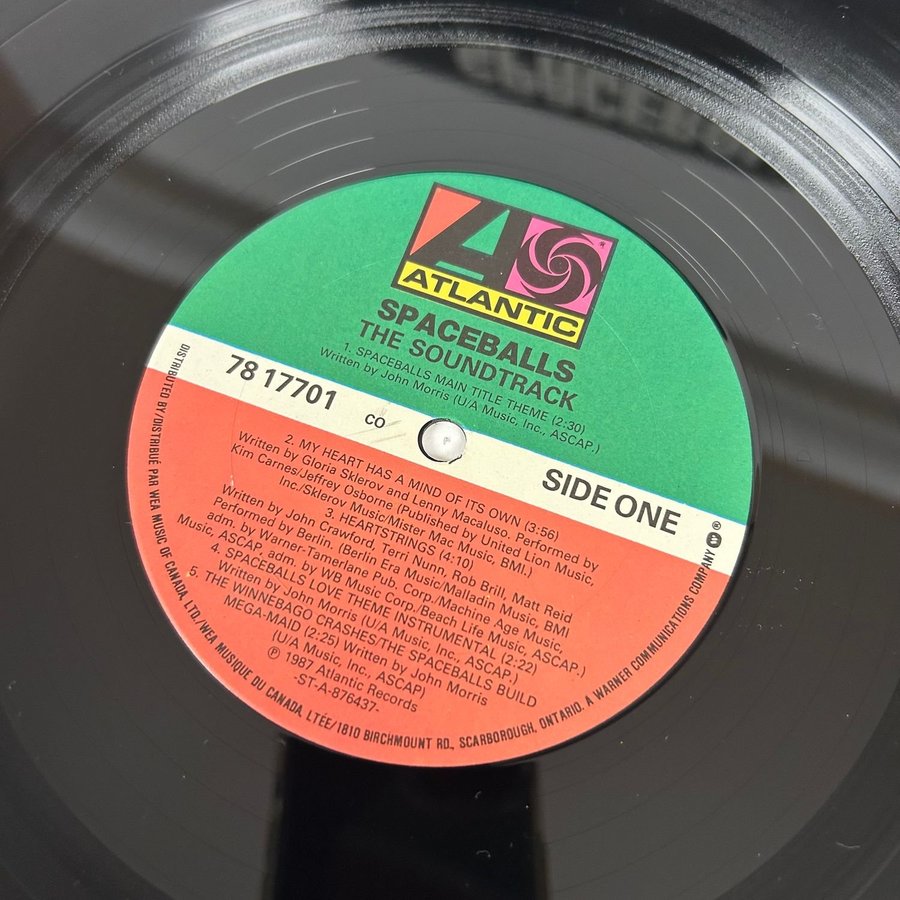 ATLANTIC
SPACEBALLS
THE SOUNDTRACK
1. SPACEBALLS MAIN TITLE THEME (2:30)
Written by John Morris (U/A Music, Inc., ASCAP.)
78 17701 CO SIDE ONE
2. MY HEART HAS A MIND OF ITS OWN (3:56)
Written by Gloria Sklerov and Lenny Macaluso. Performed by
Kim Carnes/Jeffrey Osborne (Published by United Lion Music,
Inc./Sklerov Music/Mister Mac Music, BMI.)
3. HEARTSTRINGS (4:10)
Written by John Crawford, Terri Nunn, Rob Brill, Matt Reid
Performed by Berlin. (Berlin Era Music/Malladin Music, BMI
adm. by Warner-Tamerlane Pub. Corp./Machine Age Music,
Music, ASCAP, adm. by WB Music Corp./Beach Life Music, ASCAP.)
4. SPACEBALLS LOVE THEME INSTRUMENTAL (2:22)
Written by John Morris (U/A Music, Inc., ASCAP.)
5. THE WINNEBAGO CRASHES/THE SPACEBALLS BUILD
MEGA-MAID (2:25) Written by John Morris
(U/A Music, Inc., ASCAP)
℗ 1987 Atlantic Records
-ST-A-876437-
DISTRIBUTED BY/DISTRIBUÉ PAR WEA MUSIC OF CANADA, LTD./WEA MUSIQUE DU CANADA, LTÉE/1810 BIRCHMOUNT RD., SCARBOROUGH, ONTARIO. A WARNER COMMUNICATIONS COMPANY ®